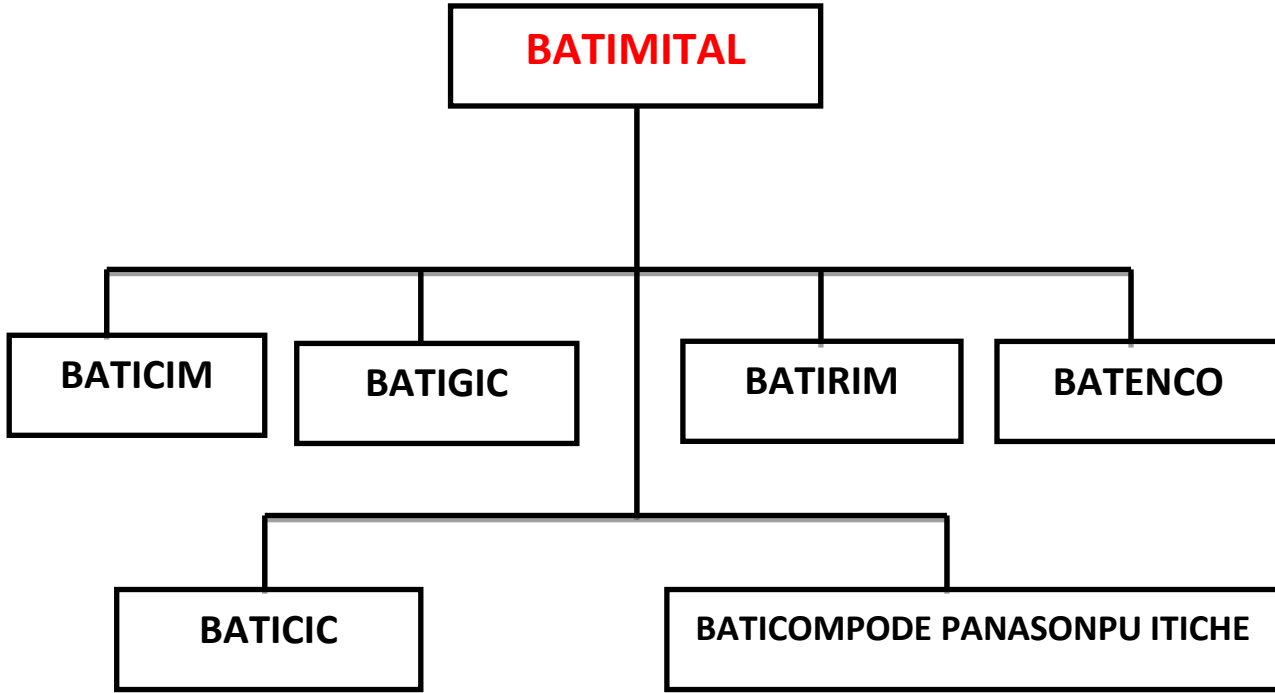 BATIMITAL
BATICIM
BATIGIC
BATIRIM
BATENCO
BATICIC
BATICOMPODE PANASONPU ITICHE